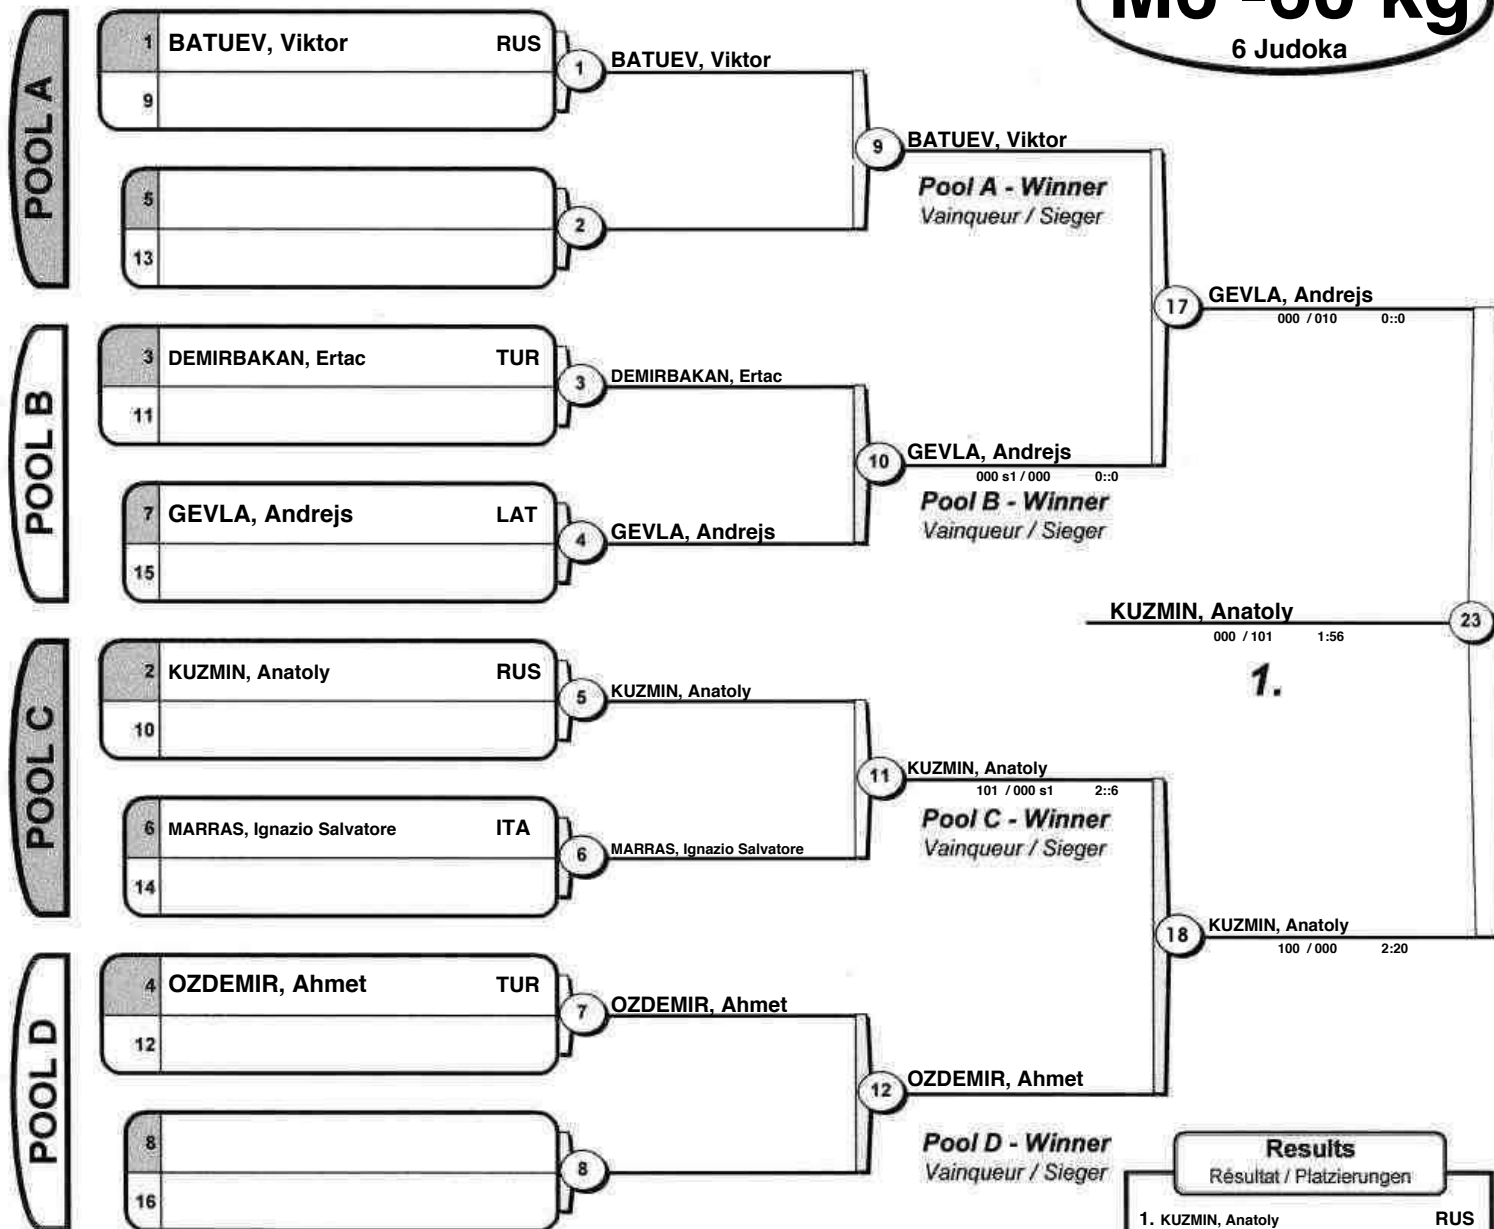 M6 -60 kg
6 Judoka
POOL A
1 BATUEV, Viktor RUS
9
5
13
1 BATUEV, Viktor
2
9 BATUEV, Viktor
Pool A - Winner
Vainqueur / Sieger
POOL B
3 DEMIRBAKAN, Ertac TUR
11
7 GEVLA, Andrejs LAT
15
3 DEMIRBAKAN, Ertac
4 GEVLA, Andrejs
10 GEVLA, Andrejs
000 s1 / 000 0::0
Pool B - Winner
Vainqueur / Sieger
17 GEVLA, Andrejs
000 / 010 0::0
KUZMIN, Anatoly 23
000 / 101 1:56
1.
POOL C
2 KUZMIN, Anatoly RUS
10
6 MARRAS, Ignazio Salvatore ITA
14
5 KUZMIN, Anatoly
6 MARRAS, Ignazio Salvatore
11 KUZMIN, Anatoly
101 / 000 s1 2::6
Pool C - Winner
Vainqueur / Sieger
18 KUZMIN, Anatoly
100 / 000 2:20
POOL D
4 OZDEMIR, Ahmet TUR
12
8
16
7 OZDEMIR, Ahmet
8
12 OZDEMIR, Ahmet
Pool D - Winner
Vainqueur / Sieger
Results
Résultat / Platzierungen
1. KUZMIN, Anatoly RUS